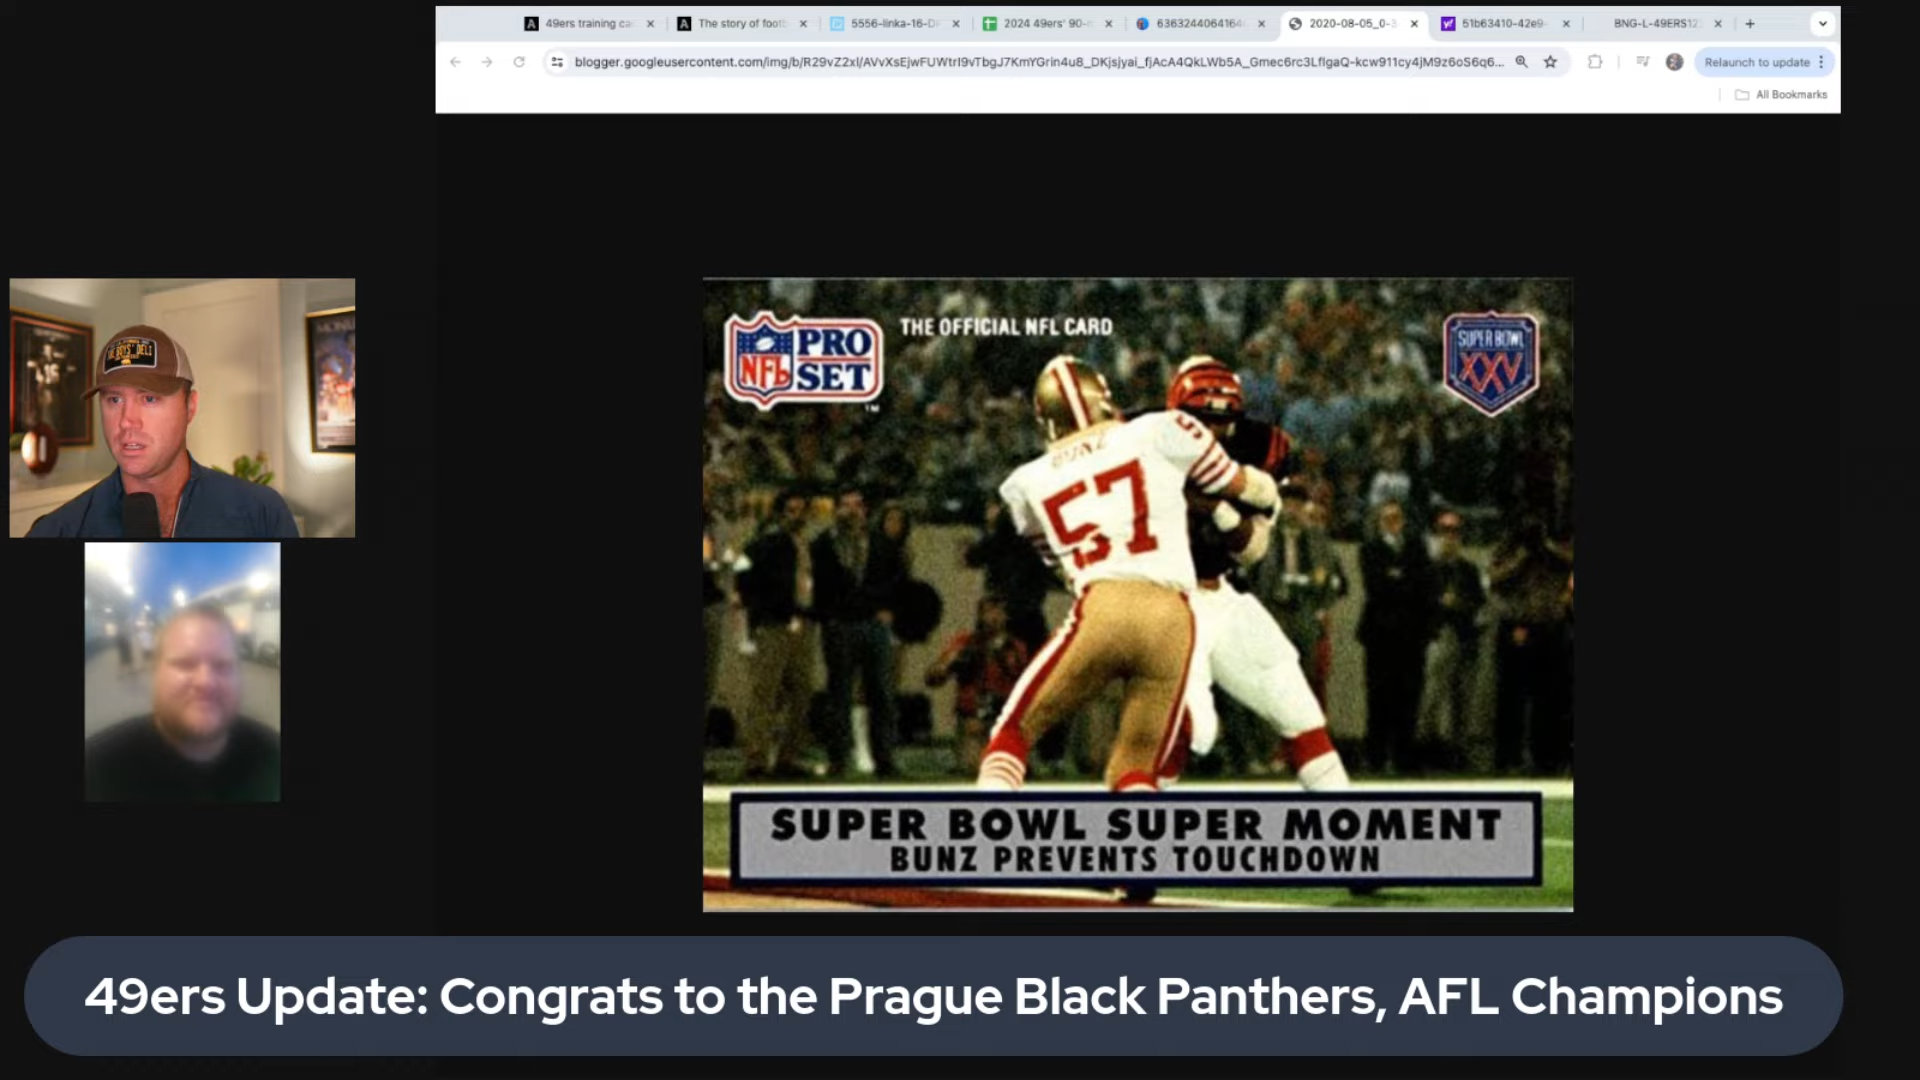 49ers training ca
The story of footb
5556-linka-16-D
2024 49ers' 90-
6363244064164
2020-08-05_0-
51b63410-42e9-
BNG-L-49ERS12
blogger.googleusercontent.com/img/b/R29vZ2xl/AVvXsEjwFUWtrI9vTbgJ7KmYGrin4u8_DKjsjyai_fjAcA4QkLWb5A_Gmec6rc3LflgaQ-kcw911cy4jM9z6oS6q6...
Relaunch to update
All Bookmarks
NFL PRO SET
THE OFFICIAL NFL CARD
SUPER BOWL
XXV
BUNZ
57
SUPER BOWL SUPER MOMENT
BUNZ PREVENTS TOUCHDOWN
49ers Update: Congrats to the Prague Black Panthers, AFL Champions